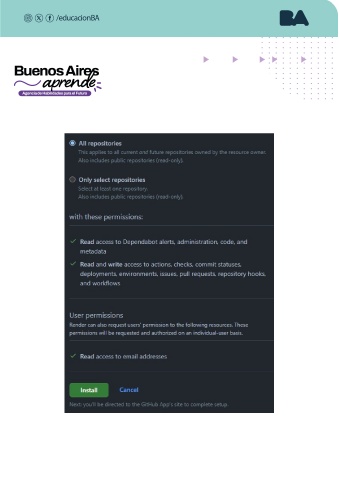 /educacionBA
BA
Buenos Aires
aprende
Agencia de Habilidades para el Futuro
All repositories
This applies to all current and future repositories owned by the resource owner.
Also includes public repositories (read-only).
Only select repositories
Select at least one repository.
Also includes public repositories (read-only).
with these permissions:
Read access to Dependabot alerts, administration, code, and
metadata
Read and write access to actions, checks, commit statuses,
deployments, environments, issues, pull requests, repository hooks,
and workflows
User permissions
Render can also request users' permission to the following resources. These
permissions will be requested and authorized on an individual-user basis.
Read access to email addresses
Install Cancel
Next: you'll be directed to the GitHub App's site to complete setup.